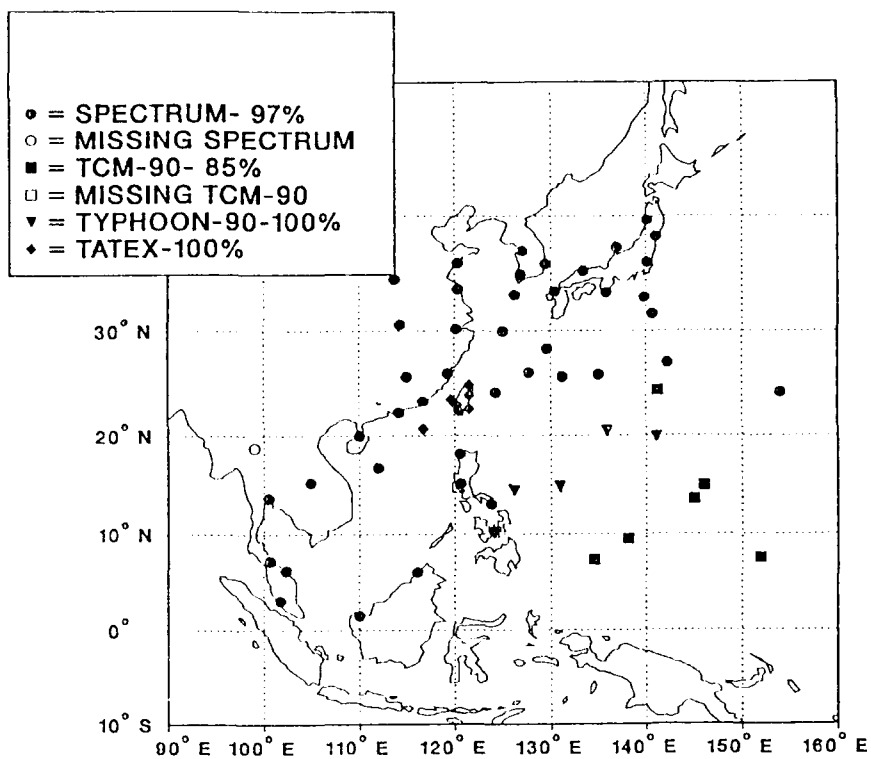 ● = SPECTRUM- 97%
○ = MISSING SPECTRUM
■ = TCM-90- 85%
□ = MISSING TCM-90
▼ = TYPHOON-90-100%
◆ = TATEX-100%
30° N
20° N
10° N
0°
10° S
90° E 100° E 110° E 120° E 130° E 140° E 150° E 160° E